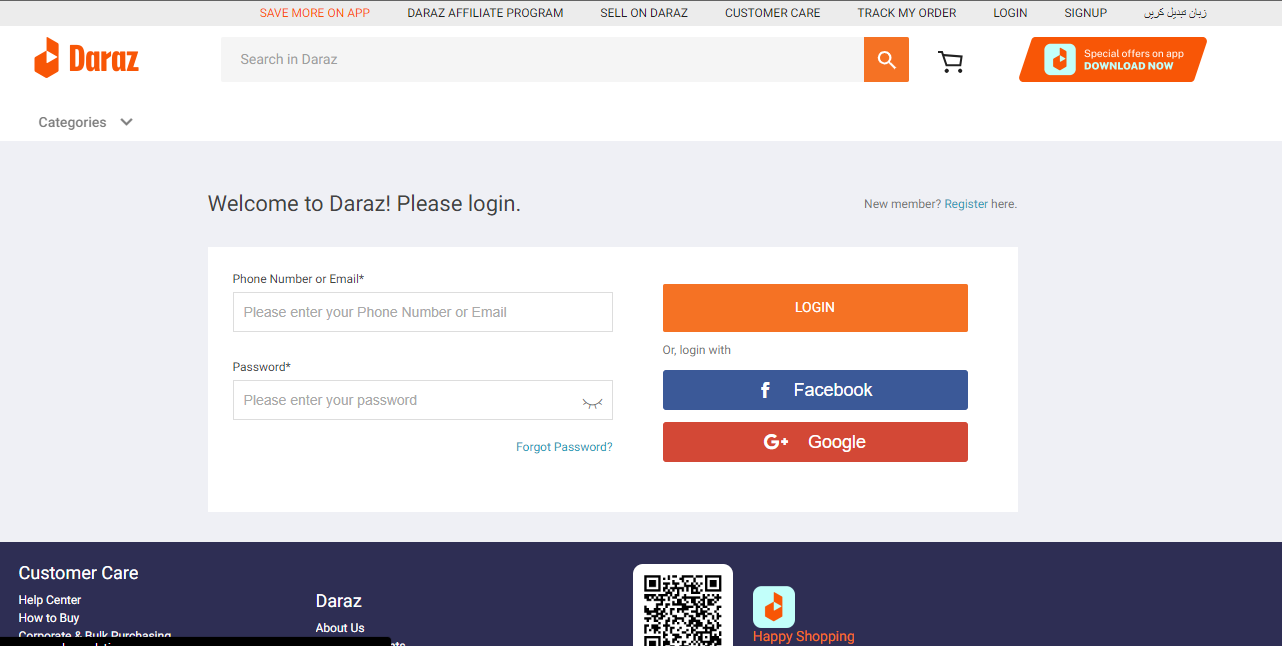 SAVE MORE ON APP DARAZ AFFILIATE PROGRAM SELL ON DARAZ CUSTOMER CARE TRACK MY ORDER LOGIN SIGNUP زبان تبدیل کریں
Daraz
Search in Daraz
Special offers on app
DOWNLOAD NOW
Categories
Welcome to Daraz! Please login.
New member? Register here.
Phone Number or Email*
Please enter your Phone Number or Email
Password*
Please enter your password
Forgot Password?
LOGIN
Or, login with
f Facebook
G+ Google
Customer Care
Help Center
How to Buy
Corporate & Bulk Purchasing
Daraz
About Us
Happy Shopping